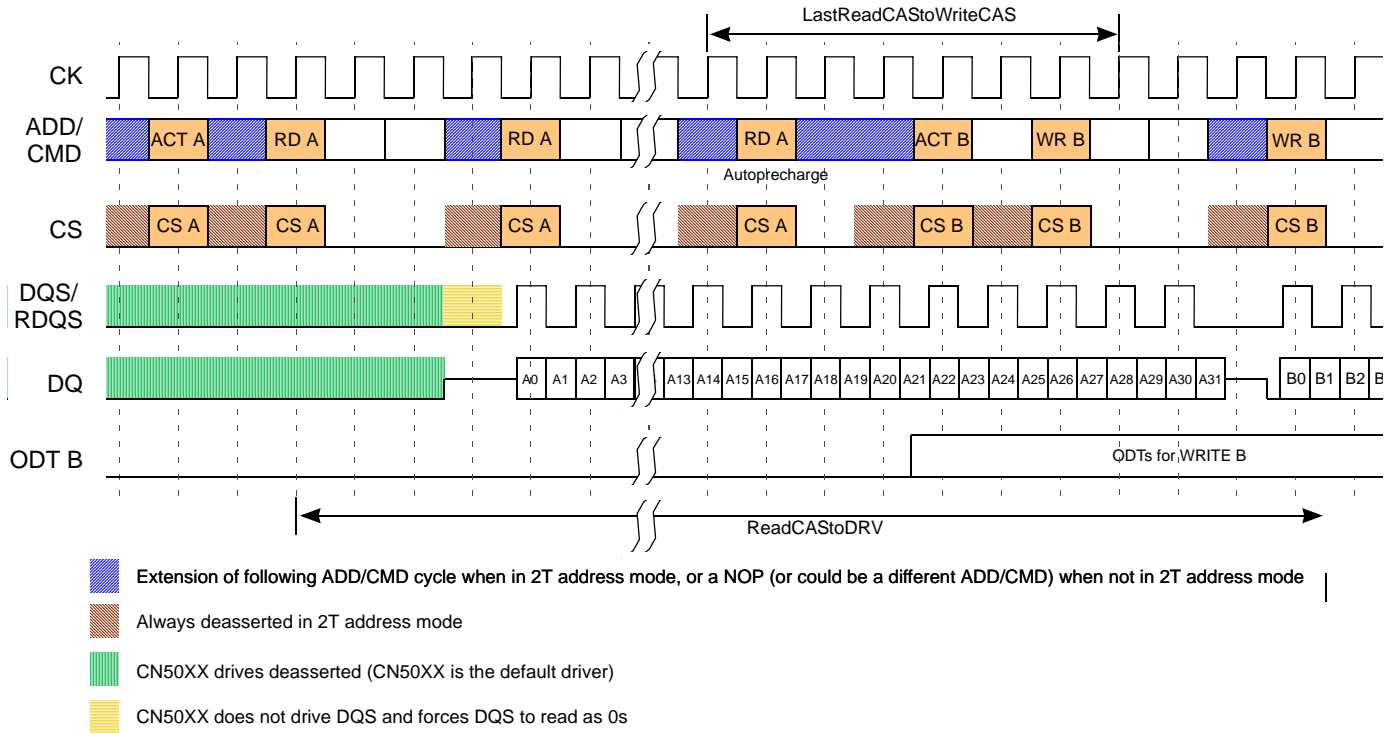 LastReadCAStoWriteCAS
CK
ADD/
CMD
ACT A RD A RD A RD A ACT B WR B WR B
Autoprecharge
CS
CS A CS A CS A CS A CS B CS B CS B
DQS/
RDQS
DQ
A0 A1 A2 A3 A13 A14 A15 A16 A17 A18 A19 A20 A21 A22 A23 A24 A25 A26 A27 A28 A29 A30 A31 B0 B1 B2 B
ODT B
ODTs for WRITE B
ReadCAStoDRV
Extension of following ADD/CMD cycle when in 2T address mode, or a NOP (or could be a different ADD/CMD) when not in 2T address mode
Always deasserted in 2T address mode
CN50XX drives deasserted (CN50XX is the default driver)
CN50XX does not drive DQS and forces DQS to read as 0s